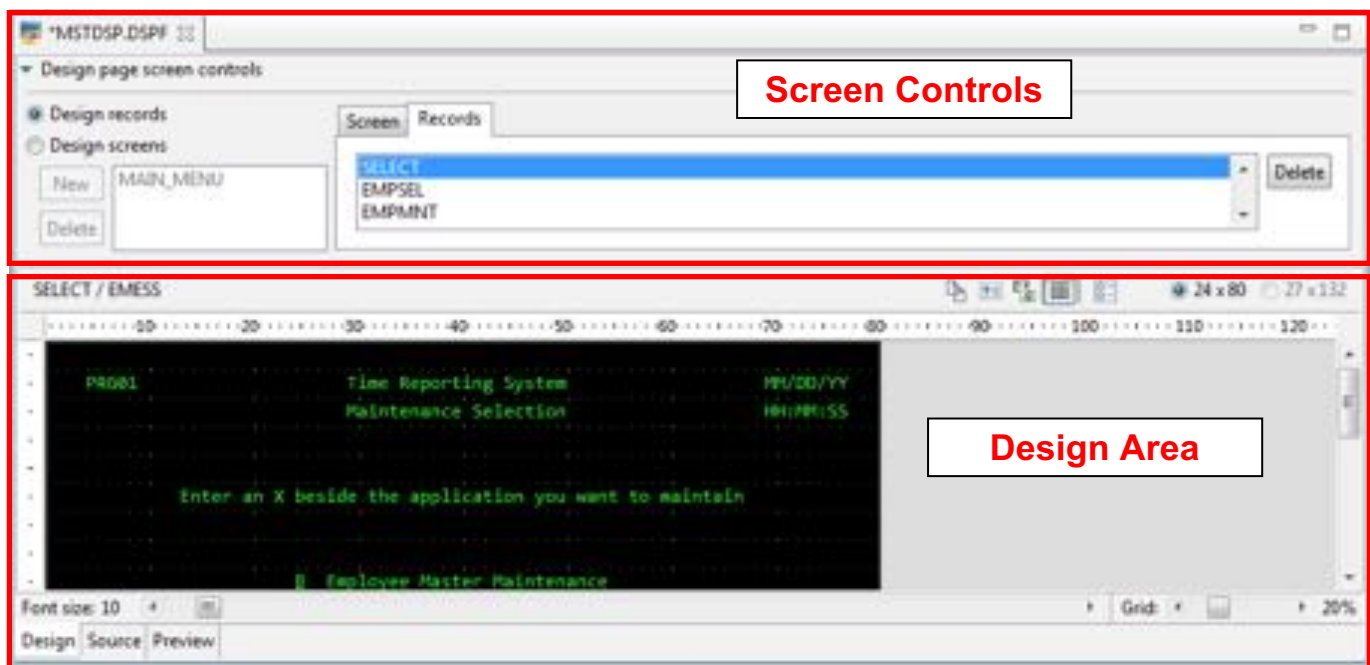 *MSTDSP.DSPF
Design page screen controls
Screen Controls
Design records
Design screens
New
Delete
MAIN_MENU
Screen Records
SELECT
EMPSEL
EMPMNT
Delete
SELECT / EMESS
24 x 80 27 x 132
10 20 30 40 50 60 70 80 90 100 110 120
PRG01 Time Reporting System MM/DD/YY
Maintenance Selection HH:MM:SS
Design Area
Enter an X beside the application you want to maintain
Employee Master Maintenance
Font size: 10
Grid:
20%
Design Source Preview